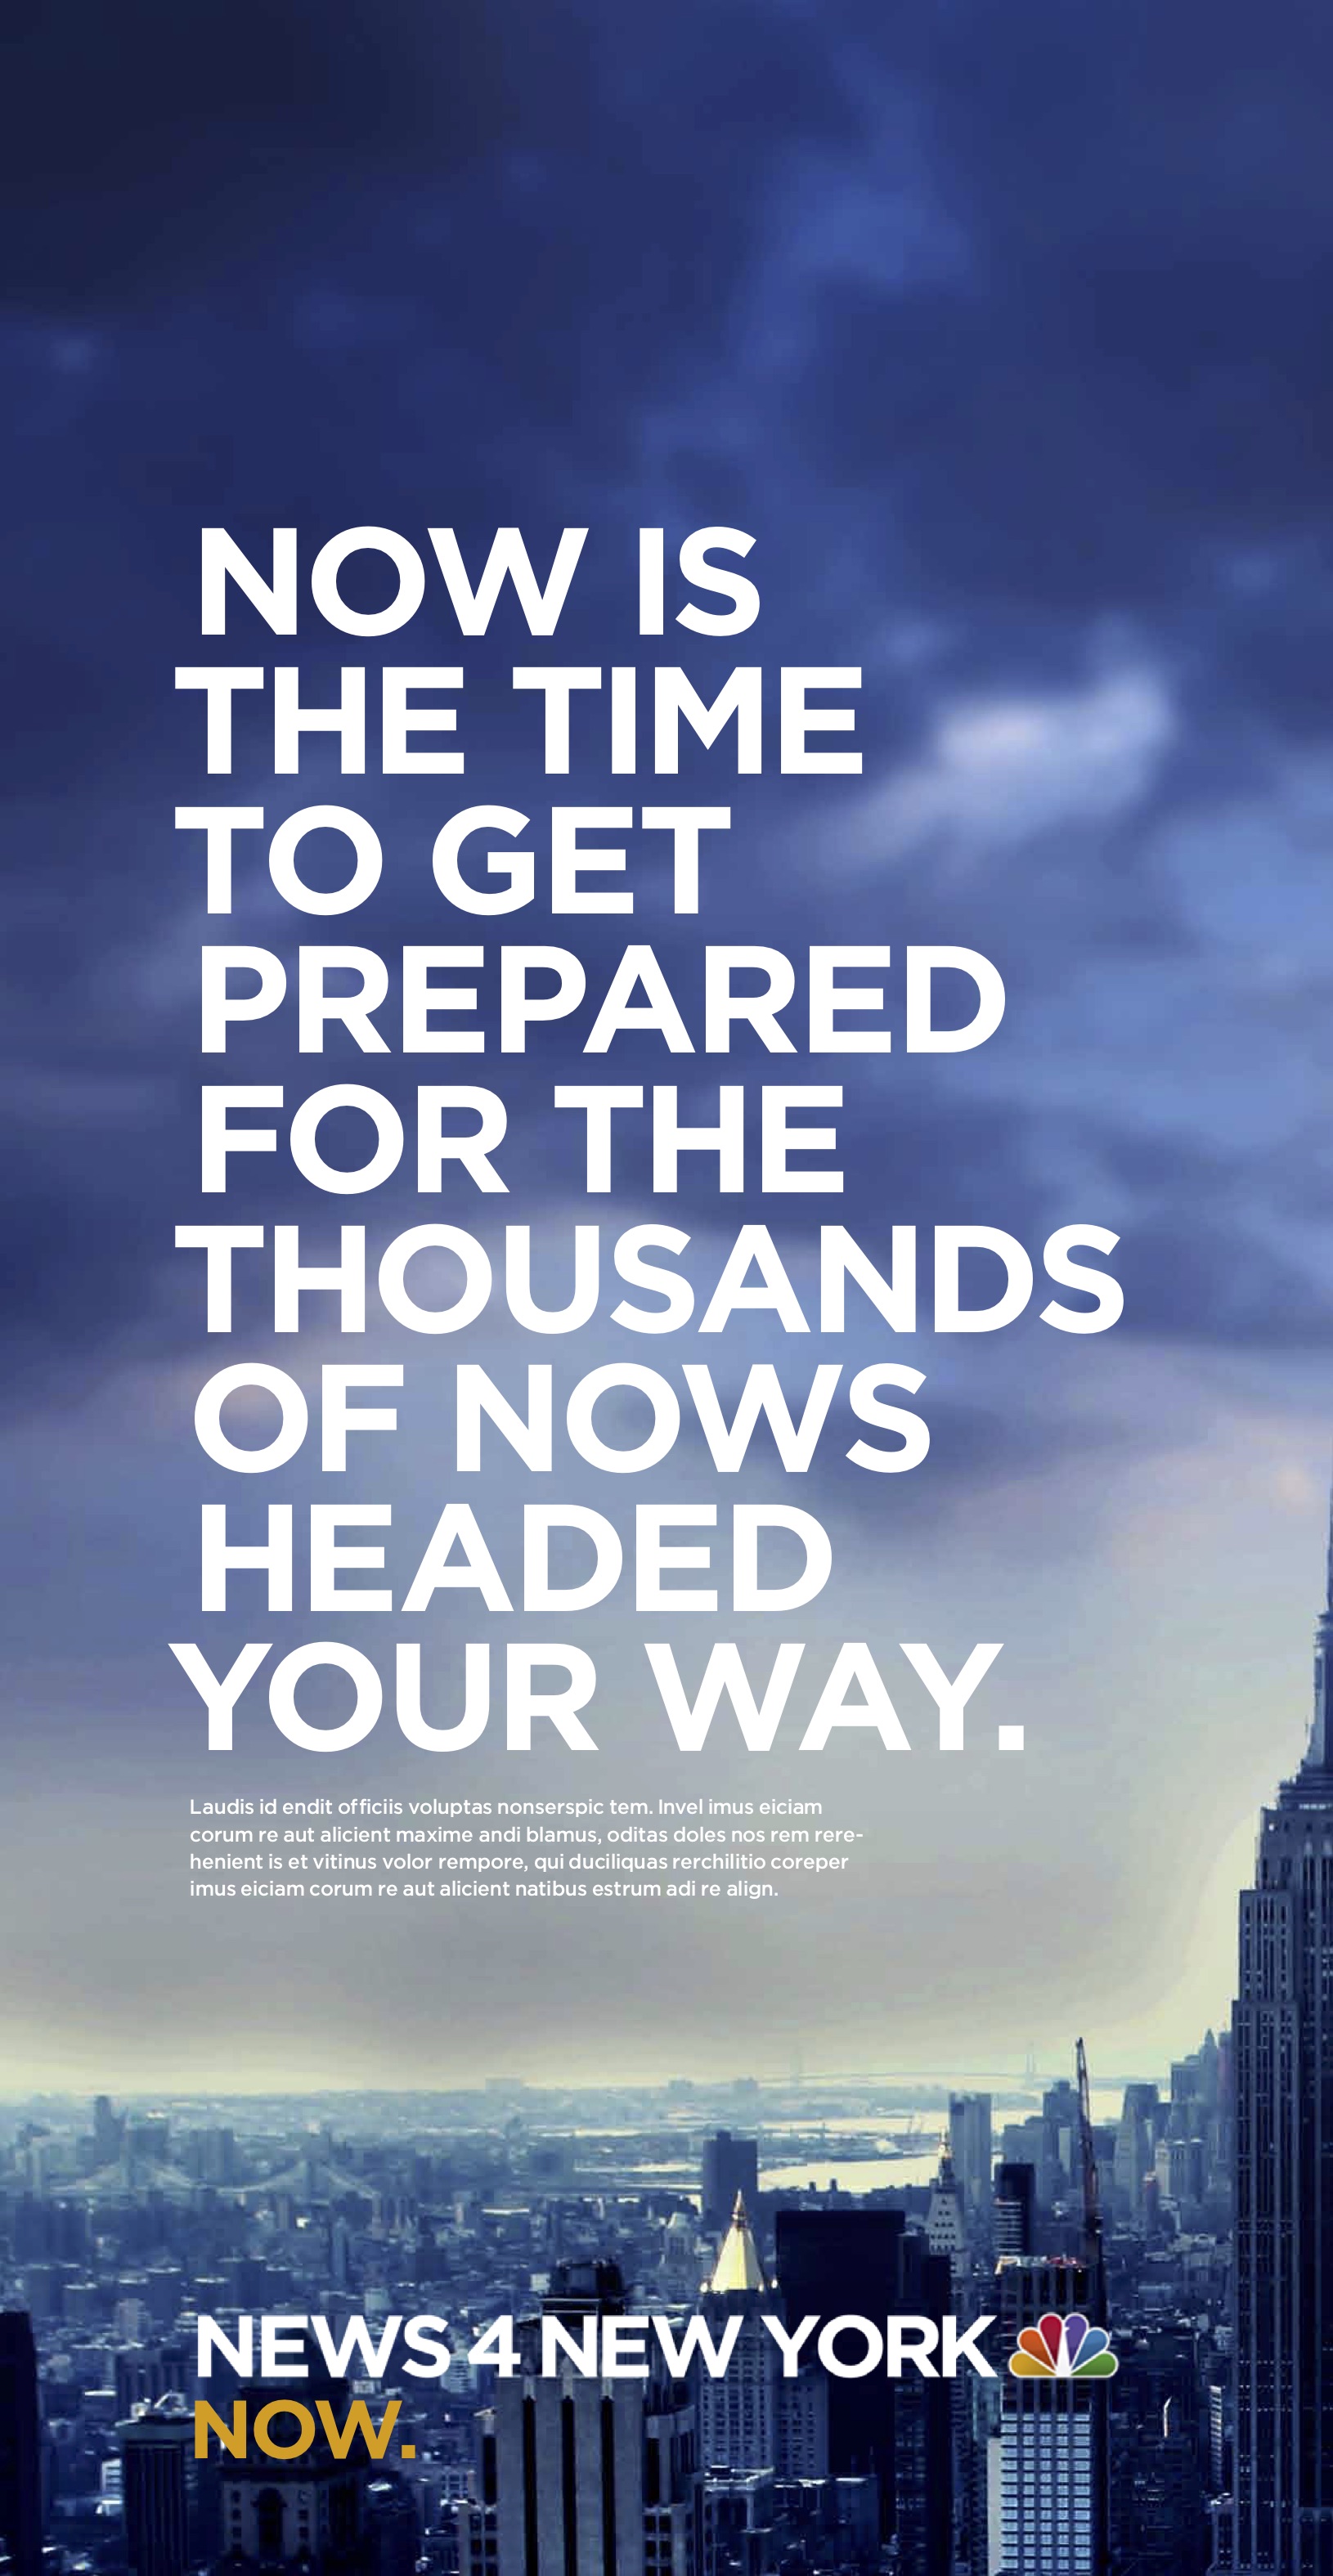 NOW IS
THE TIME
TO GET
PREPARED
FOR THE
THOUSANDS
OF NOWS
HEADED
YOUR WAY.
Laudis id endit officiis voluptas nonserspic tem. Invel imus eiciam
corum re aut alicient maxime andi blamus, oditas doles nos rem rere-
henient is et vitinus volor rempore, qui duciliquas rerchilitio coreper
imus eiciam corum re aut alicient natibus estrum adi re align.
NEWS 4 NEW YORK
NOW.